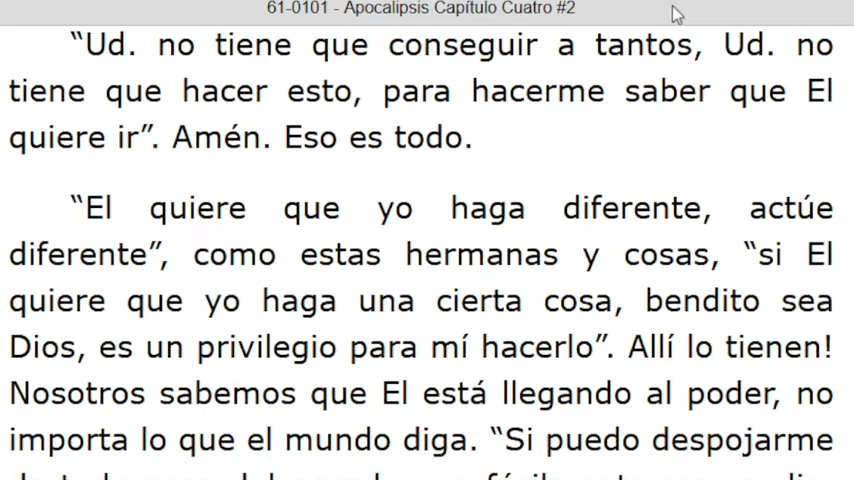 61-0101 - Apocalipsis Capítulo Cuatro #2
“Ud. no tiene que conseguir a tantos, Ud. no
tiene que hacer esto, para hacerme saber que El
quiere ir”. Amén. Eso es todo.
“El quiere que yo haga diferente, actúe
diferente”, como estas hermanas y cosas, “si El
quiere que yo haga una cierta cosa, bendito sea
Dios, es un privilegio para mí hacerlo”. Allí lo tienen!
Nosotros sabemos que El está llegando al poder, no
importa lo que el mundo diga. “Si puedo despojarme